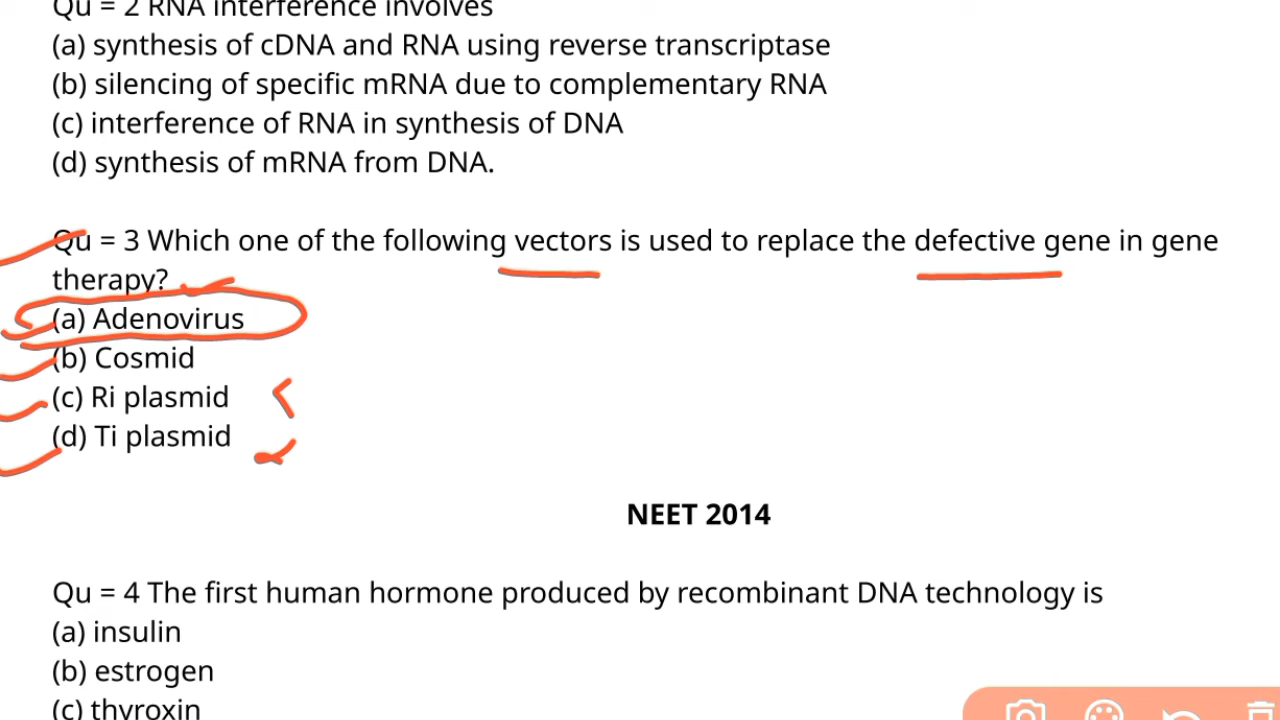 Qu = 2 RNA interference involves
(a) synthesis of cDNA and RNA using reverse transcriptase
(b) silencing of specific mRNA due to complementary RNA
(c) interference of RNA in synthesis of DNA
(d) synthesis of mRNA from DNA.
Qu = 3 Which one of the following vectors is used to replace the defective gene in gene
therapy?
(a) Adenovirus
(b) Cosmid
(c) Ri plasmid
(d) Ti plasmid
NEET 2014
Qu = 4 The first human hormone produced by recombinant DNA technology is
(a) insulin
(b) estrogen
(c) thyroxin